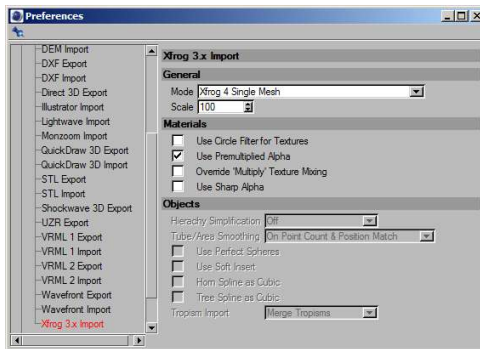 Preferences
DEM Import
DXF Export
DXF Import
Direct 3D Export
Illustrator Import
Lightwave Import
Monzoom Import
QuickDraw 3D Export
QuickDraw 3D Import
STL Export
STL Import
Shockwave 3D Export
UZR Export
VRML 1 Export
VRML 1 Import
VRML 2 Export
VRML 2 Import
Wavefront Export
Wavefront Import
Xfrog 3.x Import
Xfrog 3.x Import
General
Mode Xfrog 4 Single Mesh
Scale 100
Materials
Use Circle Filter for Textures
Use Premultiplied Alpha
Override 'Multiply' Texture Mixing
Use Sharp Alpha
Objects
Hierachy Simplification Off
Tube/Area Smoothing On Point Count & Position Match
Use Perfect Spheres
Use Soft Insert
Horn Spline as Cubic
Tree Spline as Cubic
Tropism Import Merge Tropisms